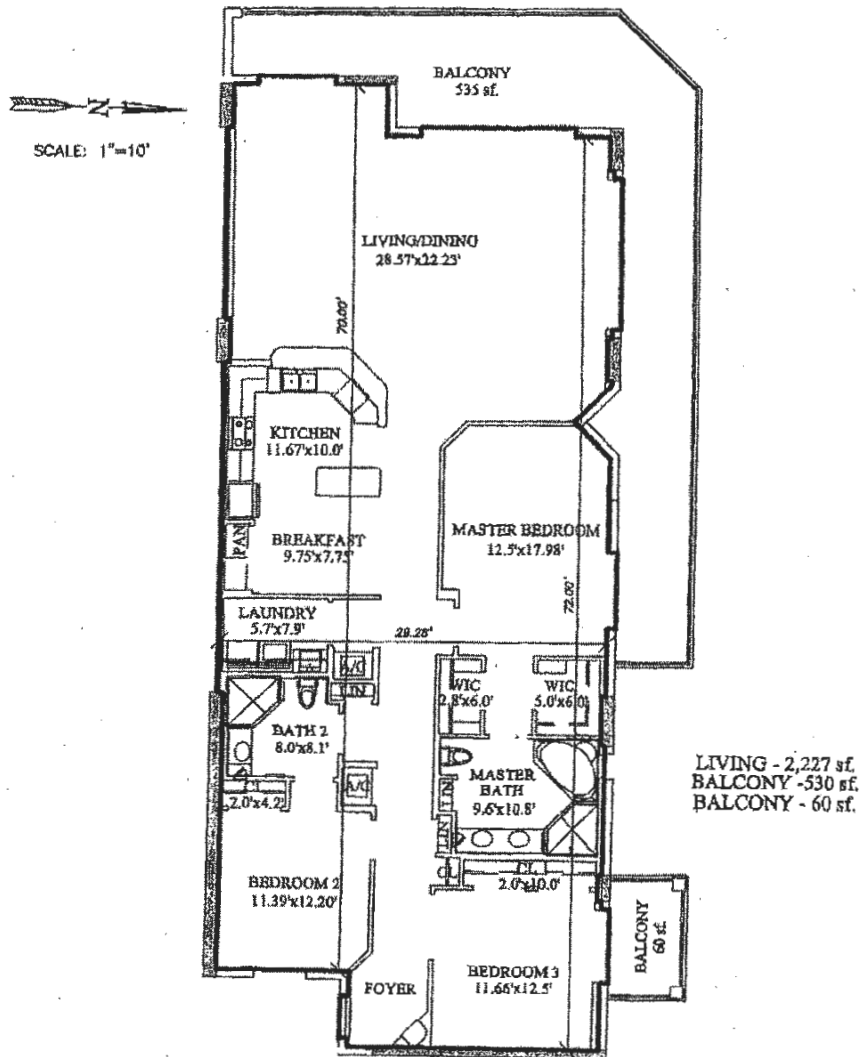 BALCONY
535 sf.
N
SCALE: 1"=10'
LIVING/DINING
28.57'x22.23'
70.00'
KITCHEN
11.67'x10.0'
PAN
BREAKFAST
9.75'x7.75'
MASTER BEDROOM
12.5'x17.98'
72.00'
LAUNDRY
5.7'x7.9'
29.28'
A/C
LIN
WIC
2.8'x6.0'
WIC
5.0'x6.0'
BATH 2
8.0'x8.1'
A/C
2.0'x4.2'
MASTER
BATH
9.6'x10.8'
LIN
LIN
LIVING - 2,227 sf.
BALCONY -530 sf.
BALCONY - 60 sf.
CL
CL
2.0'x10.0'
BEDROOM 2
11.39'x12.20'
BALCONY
60 sf.
FOYER
BEDROOM 3
11.66'x12.5'